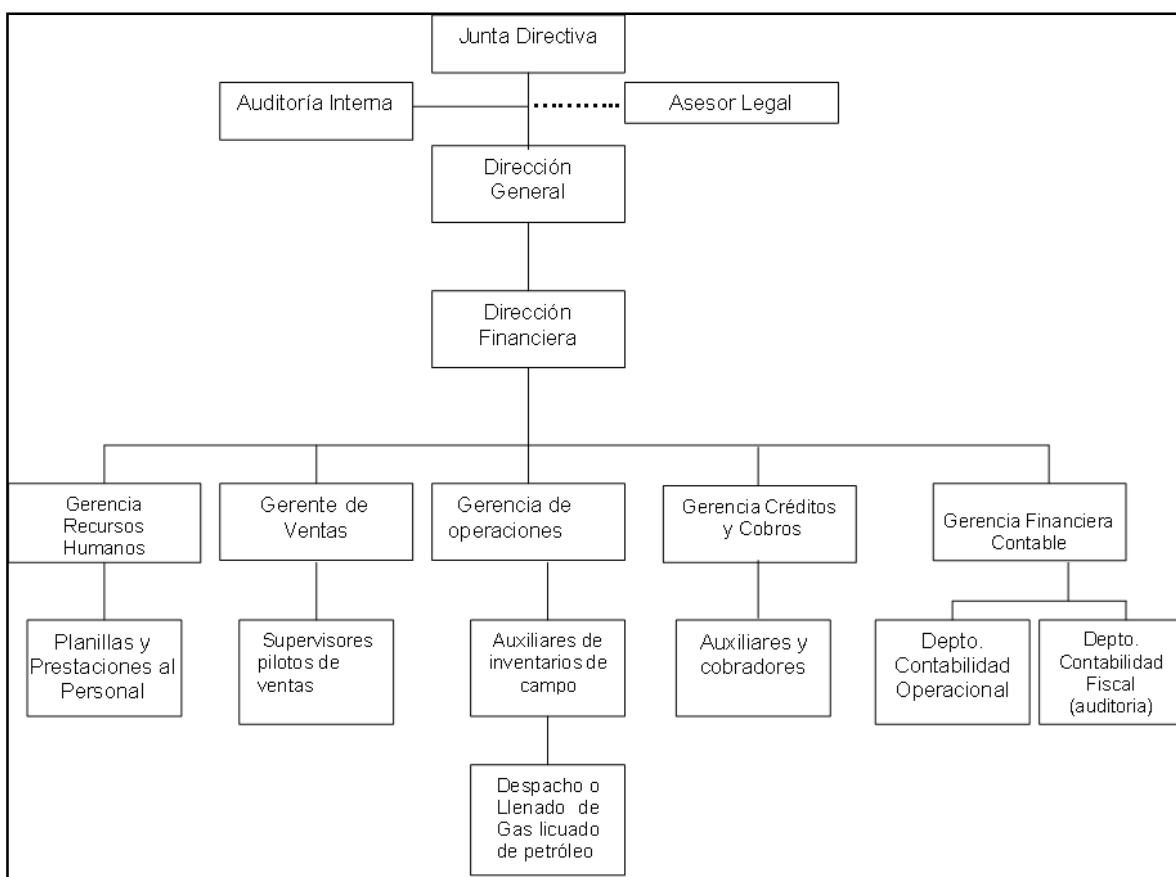 Junta Directiva
Auditoría Interna
Asesor Legal
Dirección
General
Dirección
Financiera
Gerencia
Recursos
Humanos
Gerente de
Ventas
Gerencia de
operaciones
Gerencia Créditos
y Cobros
Gerencia Financiera
Contable
Planillas y
Prestaciones al
Personal
Supervisores
pilotos de
ventas
Auxiliares de
inventarios de
campo
Auxiliares y
cobradores
Depto.
Contabilidad
Operacional
Depto.
Contabilidad
Fiscal
(auditoria)
Despacho o
Llenado de
Gas licuado
de petróleo